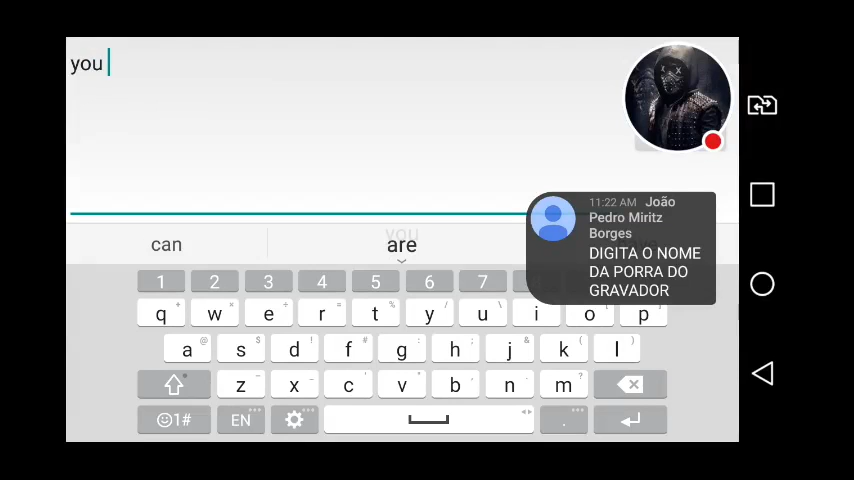 you
11:22 AM João
Pedro Miritz
Borges
DIGITA O NOME
DA PORRA DO
GRAVADOR
can are
1 2 3 4 5 6 7
q w e r t y u i o p
a s d f g h j k l
z x c v b n m
☺1# EN .